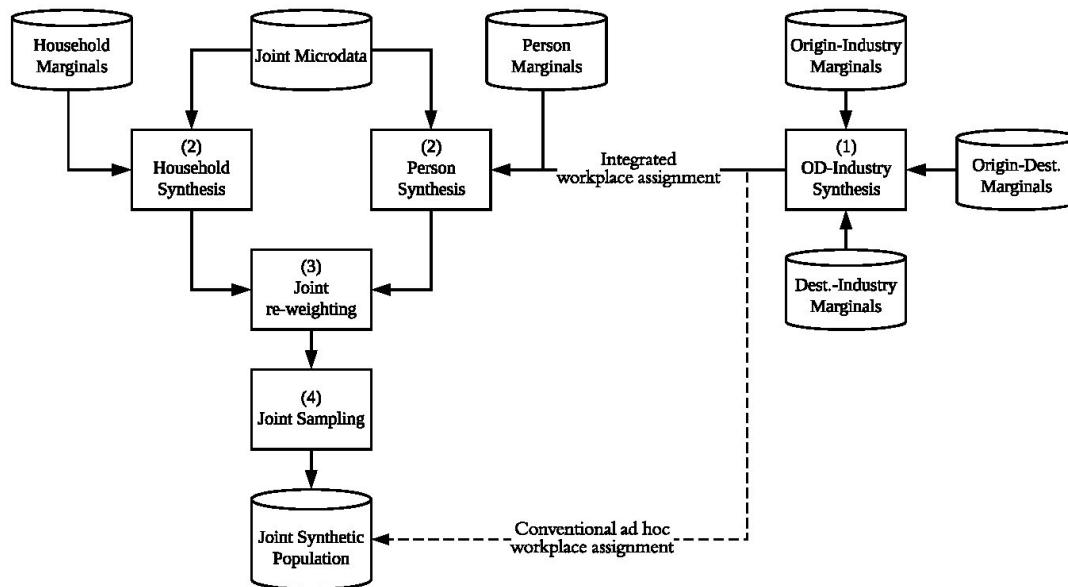 Household
Marginals
Joint Microdata
Person
Marginals
Origin-Industry
Marginals
(2)
Household
Synthesis
(2)
Person
Synthesis
Integrated
workplace assignment
(1)
OD-Industry
Synthesis
Origin-Dest.
Marginals
(3)
Joint
re-weighting
Dest.-Industry
Marginals
(4)
Joint Sampling
Joint Synthetic
Population
Conventional ad hoc
workplace assignment